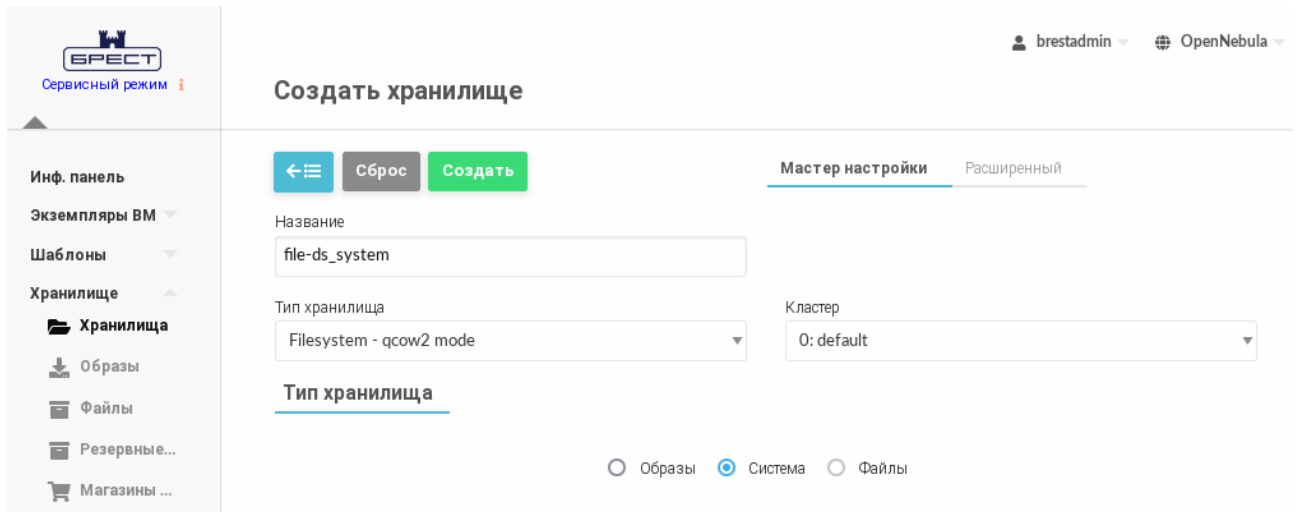 БРЕСТ
Сервисный режим i
brestadmin
OpenNebula
Создать хранилище
Инф. панель
Экземпляры ВМ
Шаблоны
Хранилище
Хранилища
Образы
Файлы
Резервные...
Магазины ...
Сброс
Создать
Мастер настройки
Расширенный
Название
file-ds_system
Тип хранилища
Кластер
Filesystem - qcow2 mode
0: default
Тип хранилища
Образы
Система
Файлы